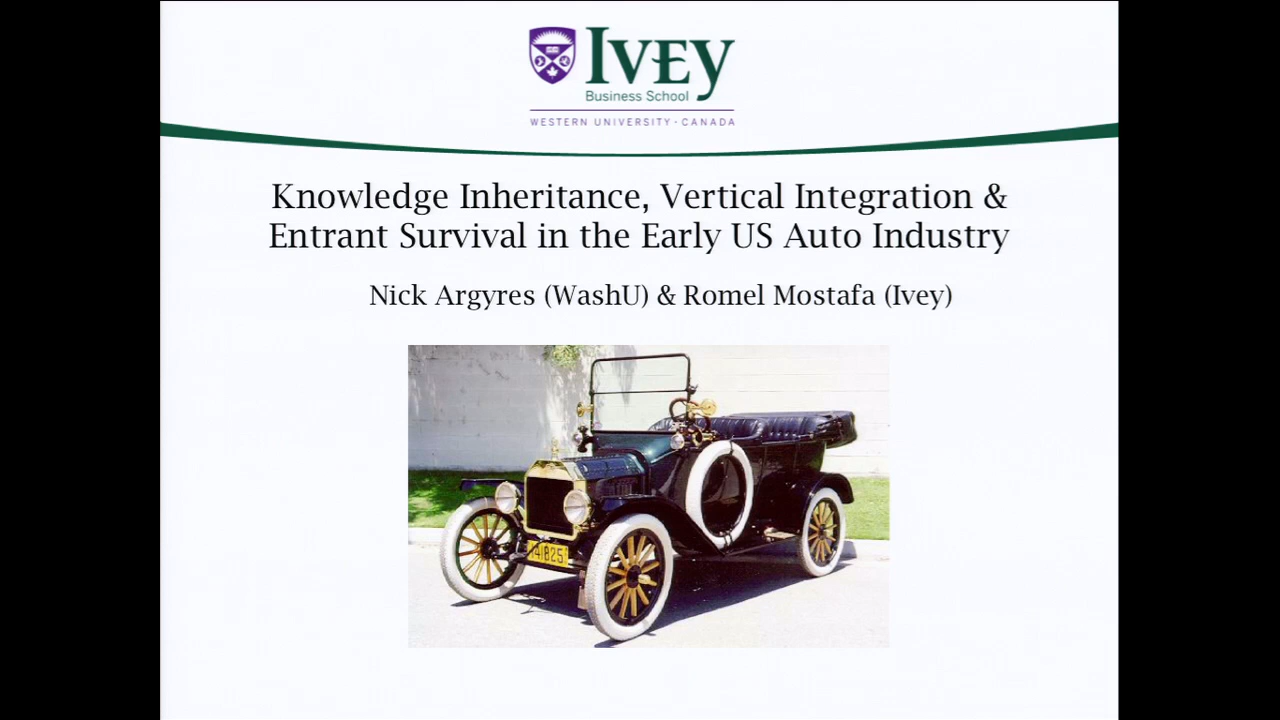 IVEY
Business School
WESTERN UNIVERSITY · CANADA
Knowledge Inheritance, Vertical Integration &
Entrant Survival in the Early US Auto Industry
Nick Argyres (WashU) & Romel Mostafa (Ivey)